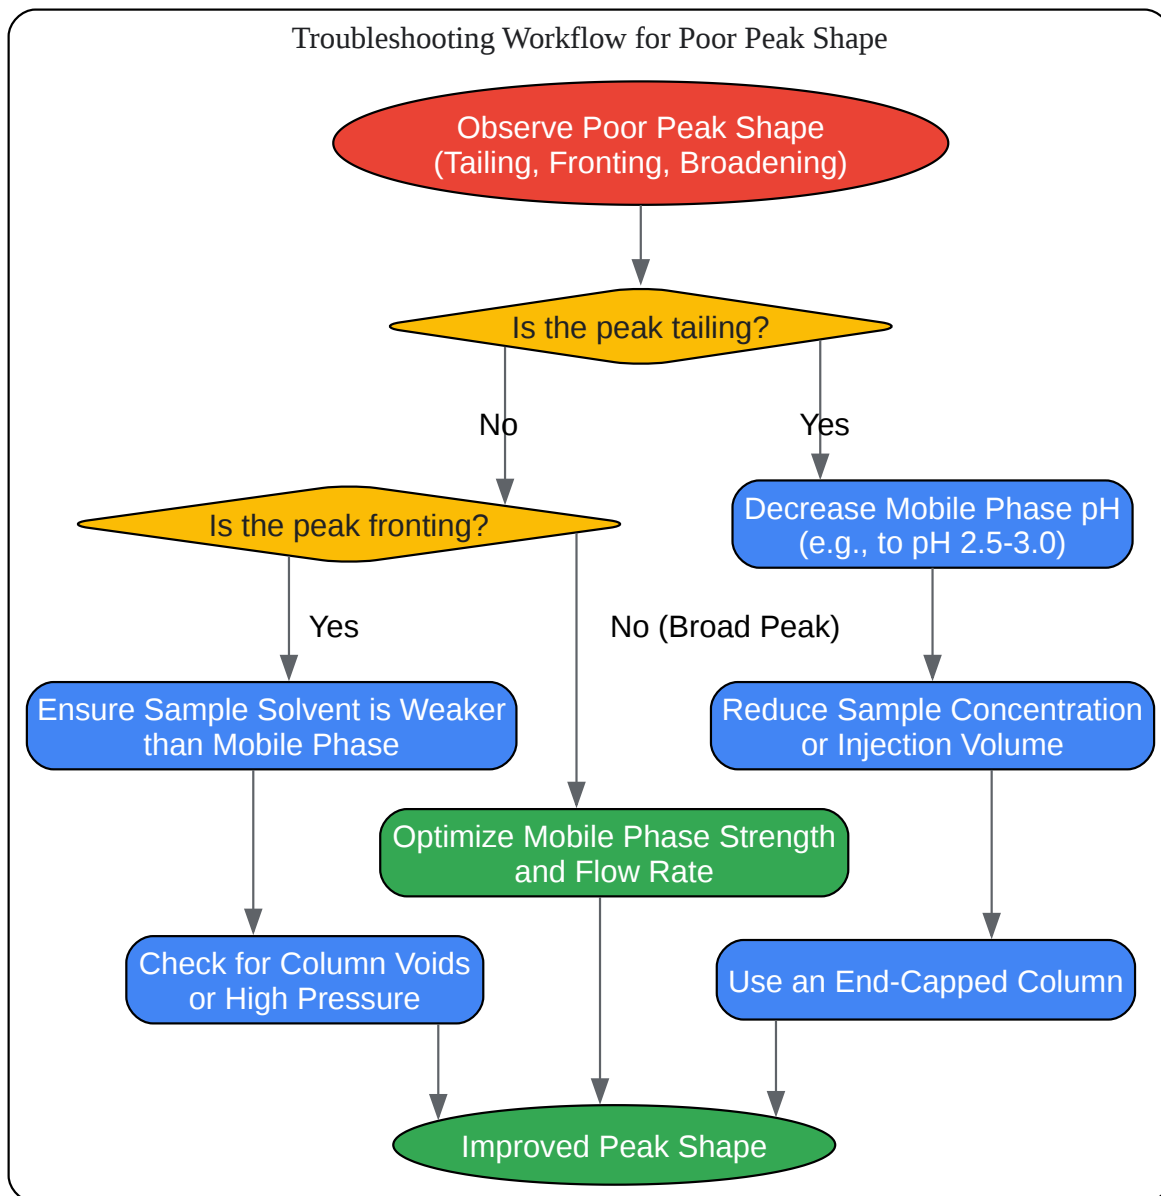 Troubleshooting Workflow for Poor Peak Shape
Observe Poor Peak Shape
(Tailing, Fronting, Broadening)
Is the peak tailing?
No
Yes
Is the peak fronting?
Decrease Mobile Phase pH
(e.g., to pH 2.5-3.0)
Yes
No (Broad Peak)
Ensure Sample Solvent is Weaker
than Mobile Phase
Reduce Sample Concentration
or Injection Volume
Optimize Mobile Phase Strength
and Flow Rate
Check for Column Voids
or High Pressure
Use an End-Capped Column
Improved Peak Shape